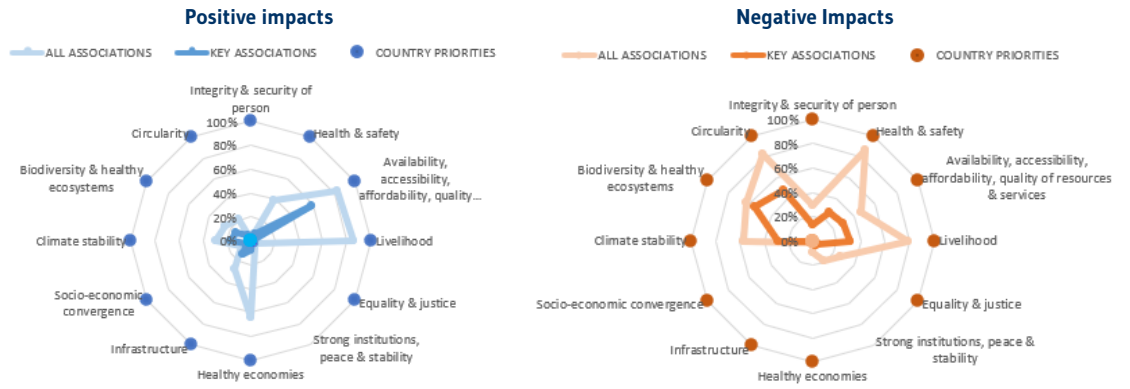 Positive impacts
ALL ASSOCIATIONS
KEY ASSOCIATIONS
COUNTRY PRIORITIES
Integrity & security of
person
100%
80%
60%
40%
20%
0%
Health & safety
Availability,
accessibility,
affordability, quality...
Livelihood
Equality & justice
Strong institutions,
peace & stability
Healthy economies
Infrastructure
Socio-economic
convergence
Climate stability
Biodiversity & healthy
ecosystems
Circularity
Negative Impacts
ALL ASSOCIATIONS
KEY ASSOCIATIONS
COUNTRY PRIORITIES
Integrity & security of person
100%
80%
60%
40%
20%
0%
Health & safety
Availability, accessibility,
affordability, quality of resources
& services
Livelihood
Equality & justice
Strong institutions, peace &
stability
Healthy economies
Infrastructure
Socio-economic convergence
Climate stability
Biodiversity & healthy
ecosystems
Circularity